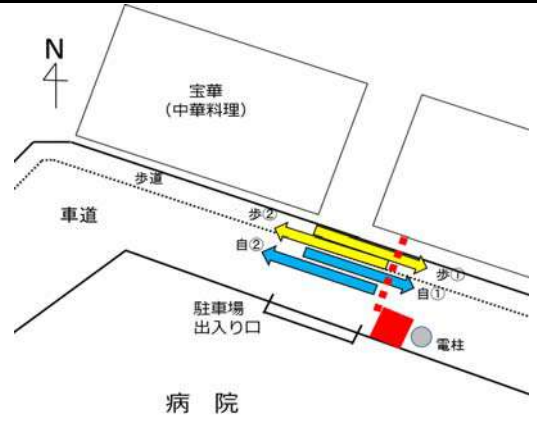 N
宝華
（中華料理）
歩道
車道
歩②
自②
歩①
自①
駐車場
出入り口
電柱
病 院